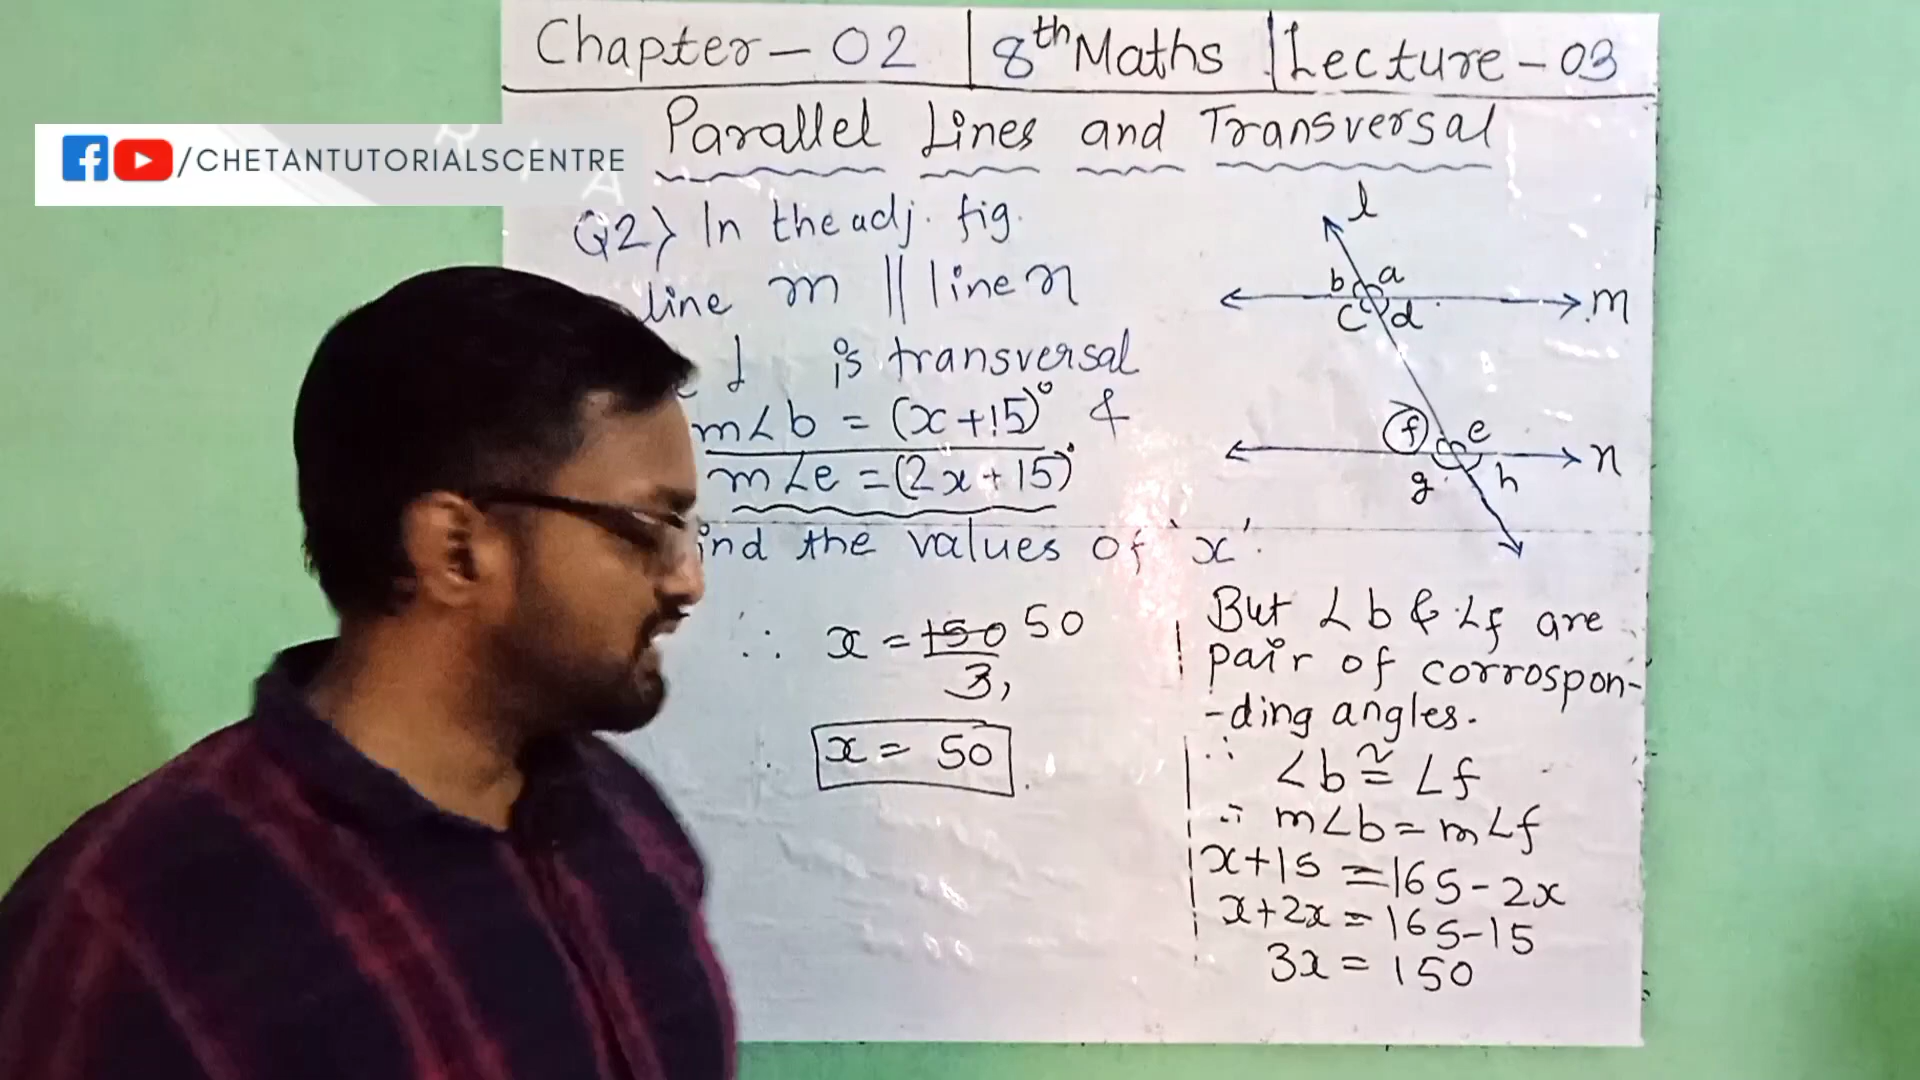 Chapter - 02 | 8th Maths | Lecture - 03
Parallel Lines and Transversal
/CHETANTUTORIALSCENTRE
Q2) In the adj. fig.
line m || line n
l is transversal
m∠b = (x+15)° &
m∠e = (2x+15)°
ind the values of 'x'.
l
b a
m
c d
f e
n
g h
∴ x = 150 50
3,
x = 50
But ∠b & ∠f are
pair of corrospon-
-ding angles.
∴ ∠b ≅ ∠f
∴ m∠b = m∠f
x+15 = 165-2x
x+2x = 165-15
3x = 150